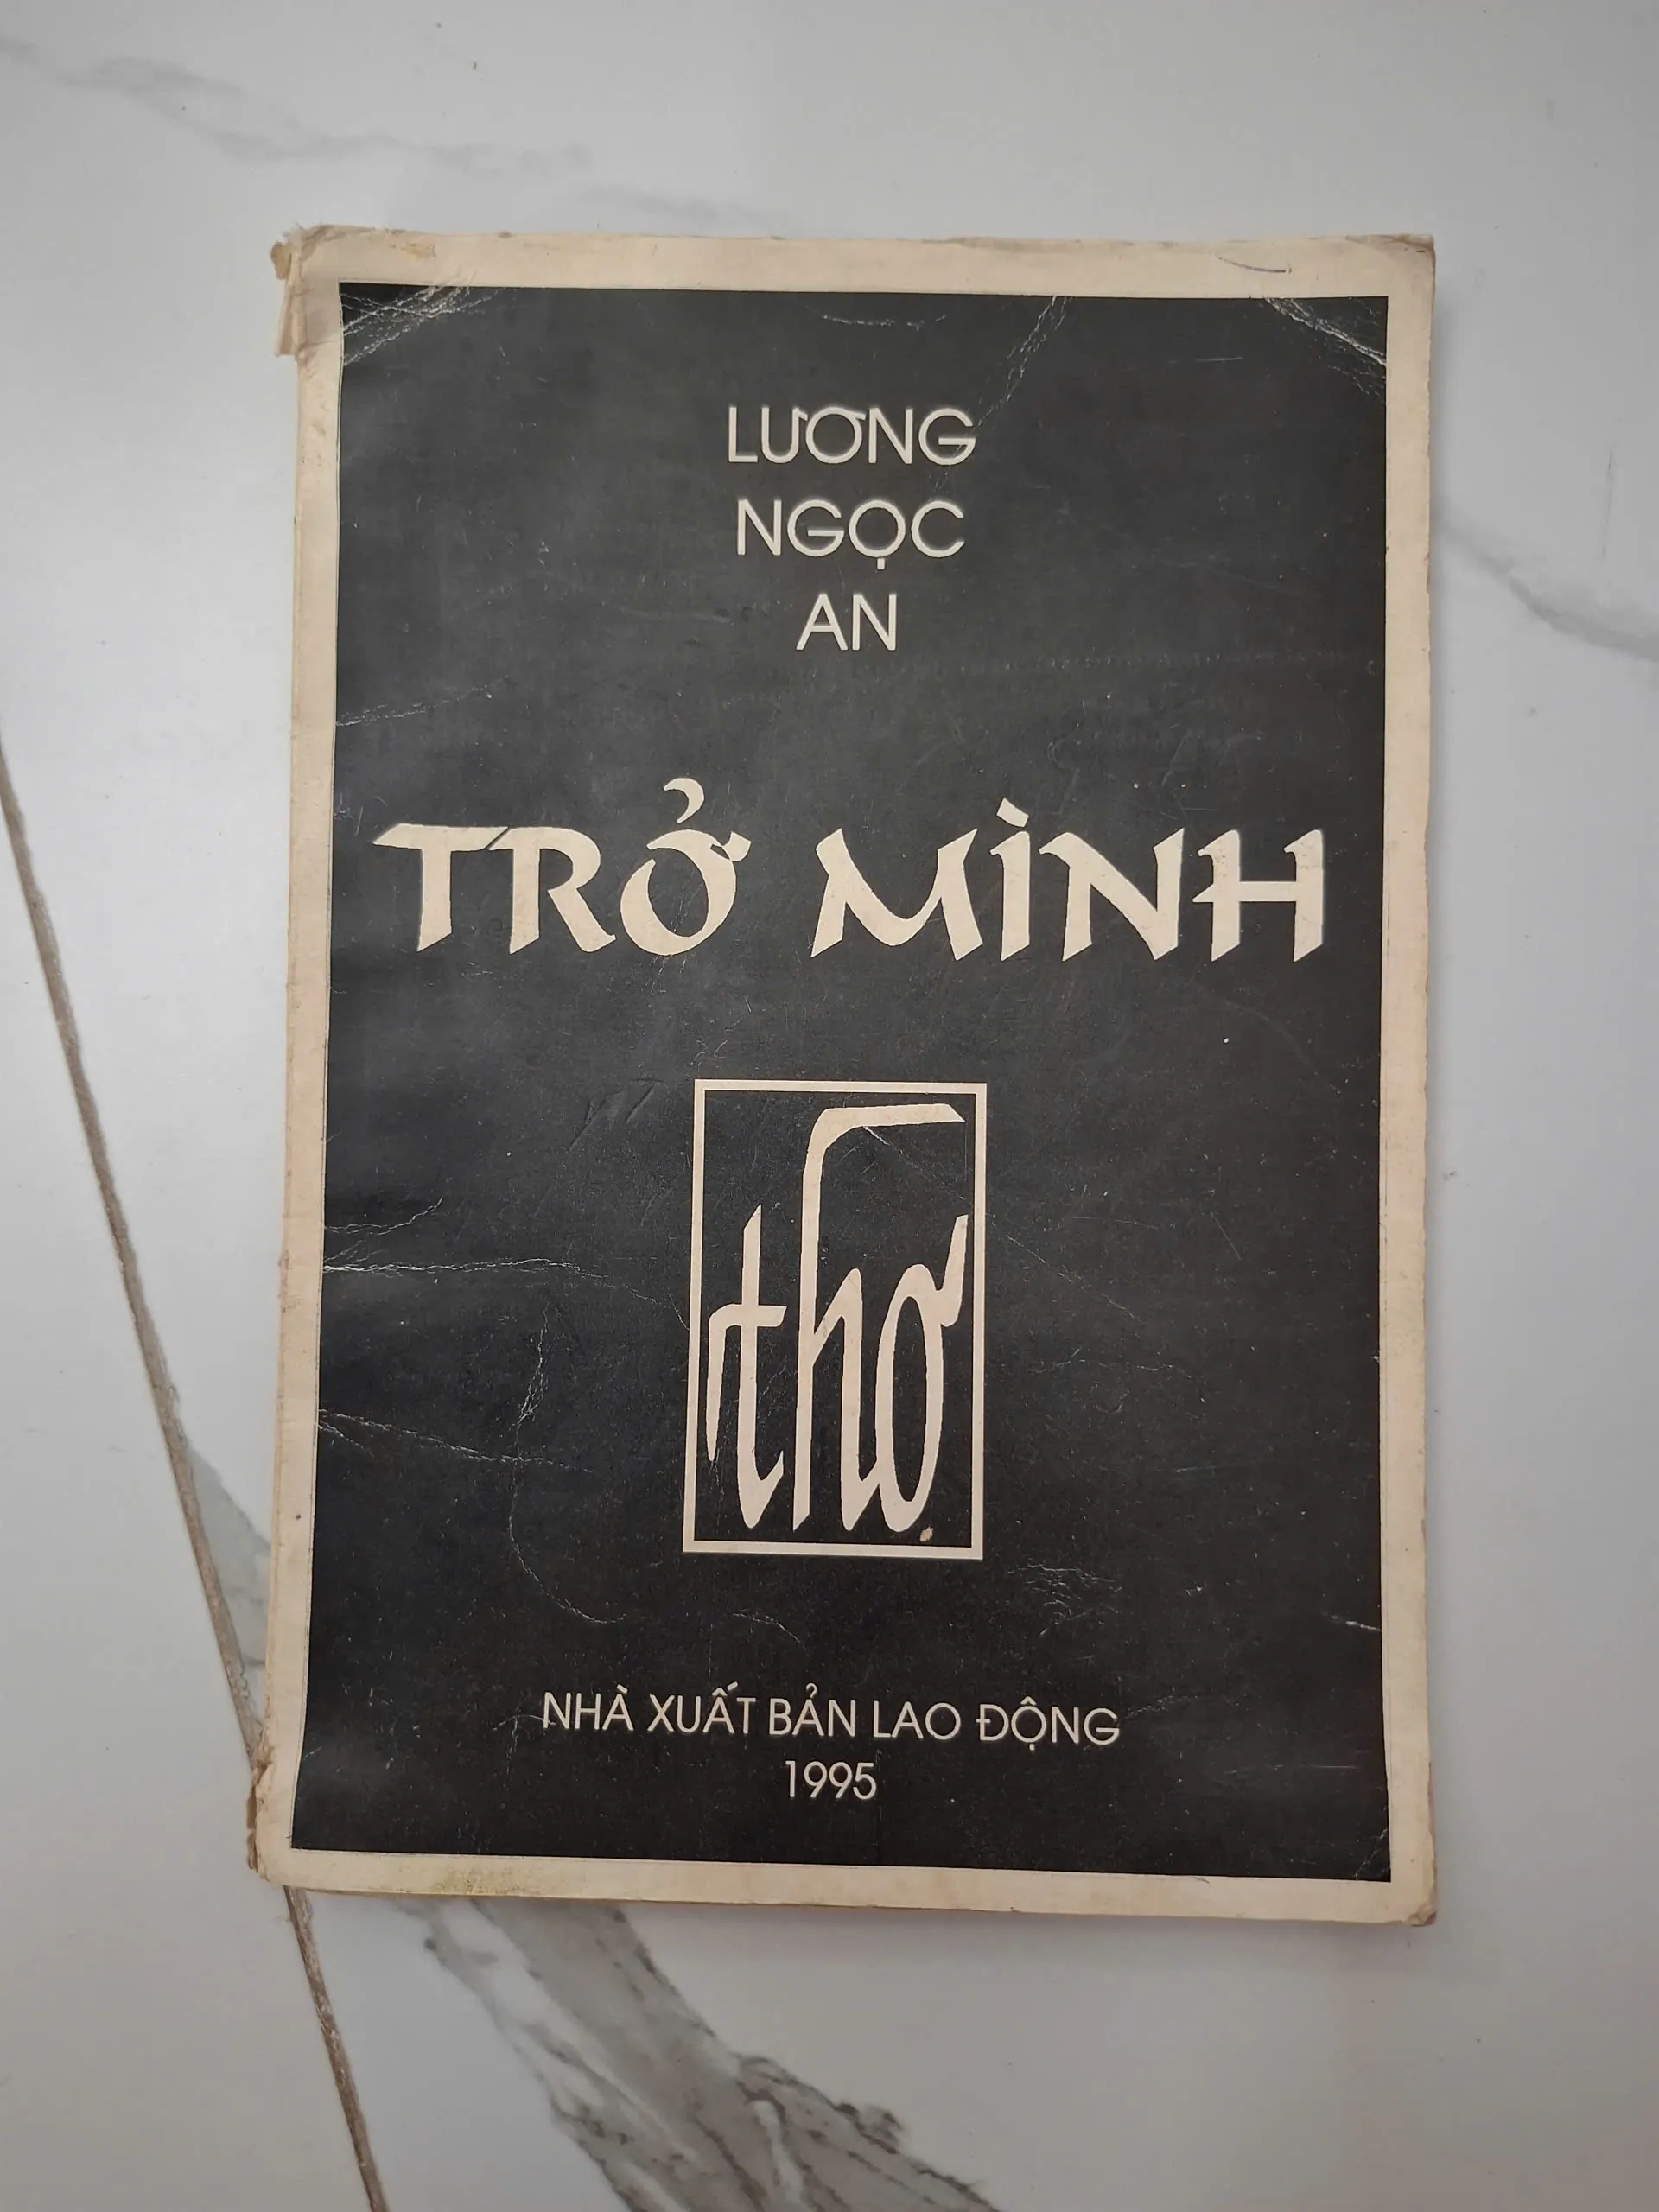 LƯƠNG
NGỌC
AN
TRỞ MÌNH
thơ
NHÀ XUẤT BẢN LAO ĐỘNG
1995